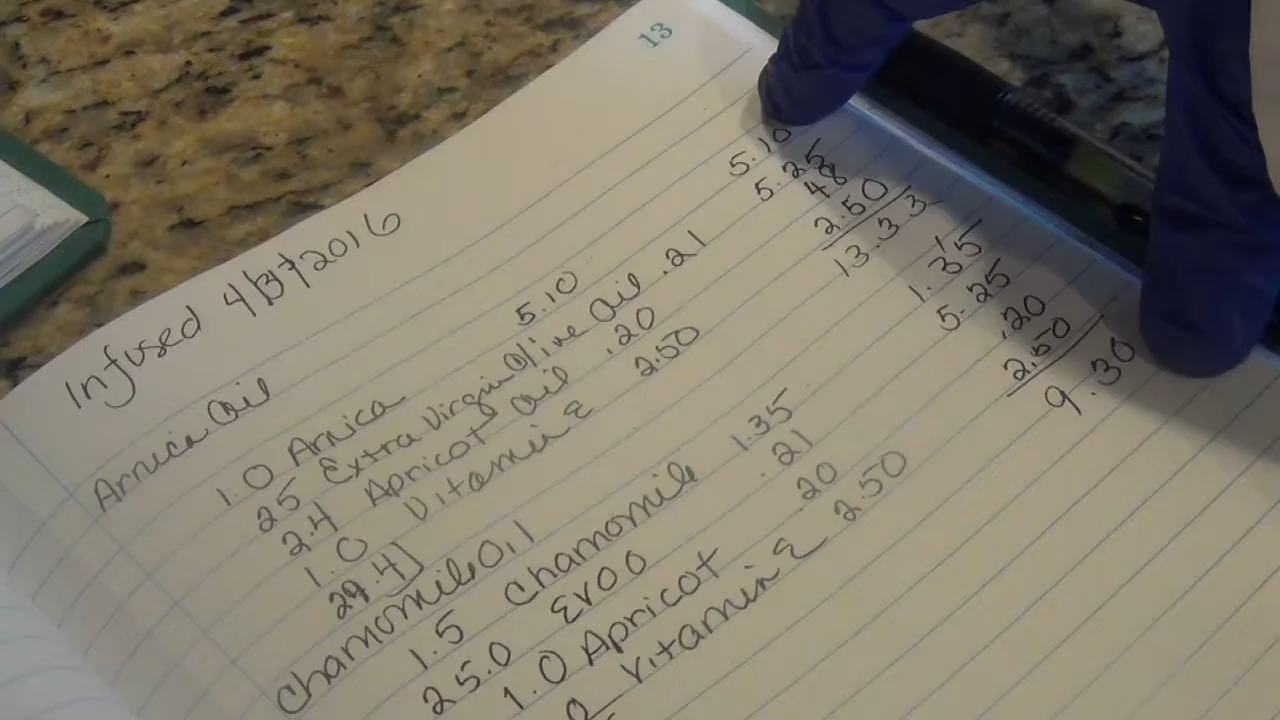 13
Infused 4/3/2016
Arnica Oil
1.0 Arnica 5.10
25 Extra Virgin Olive Oil .21
2.4 Apricot Oil .20
1.0 Vitamin E 2.50
29.4
Chamomile Oil
1.5 Chamomile 1.35
25.0 EVOO .21
1.0 Apricot .20
Vitamin E 2.50
5.10
5.25
48
2.50
13.33
1.35
5.25
.20
2.50
9.30